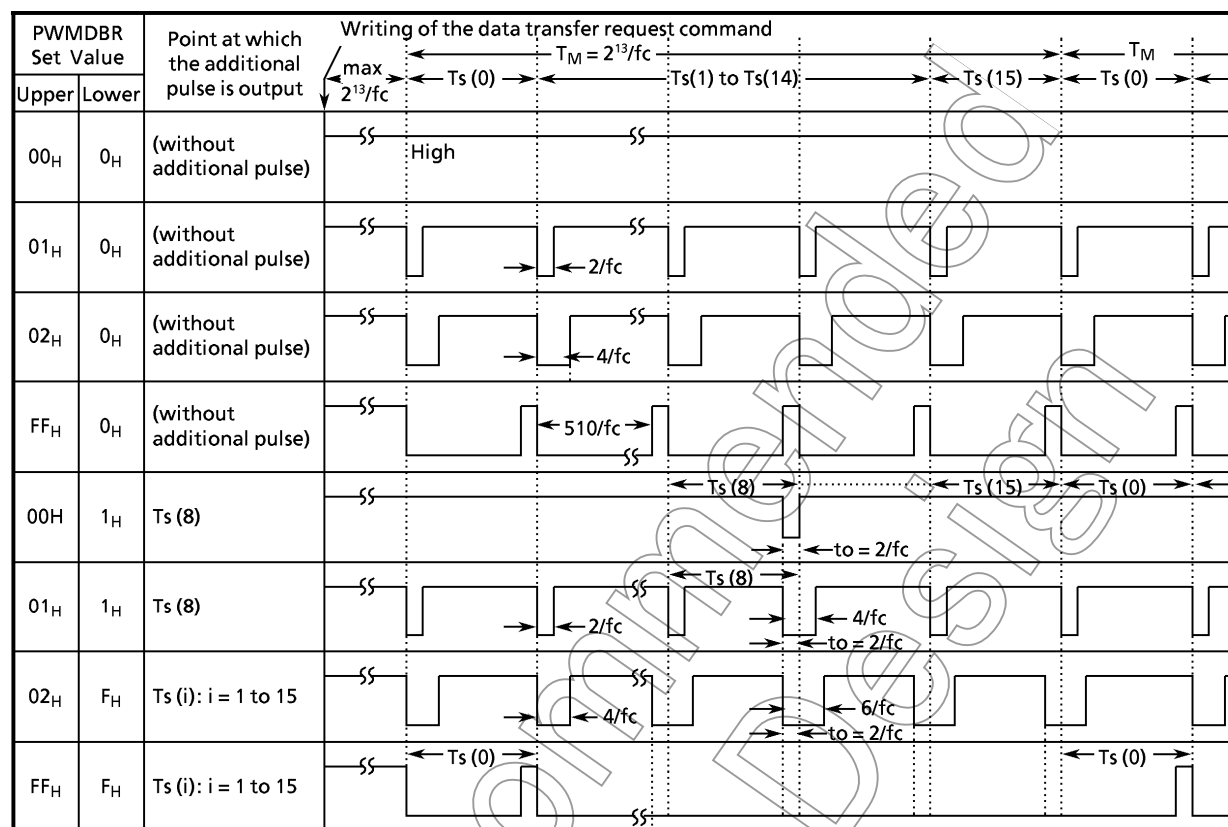 Writing of the data transfer request command
PWMDBR
Set Value
Upper Lower
Point at which
the additional
pulse is output
max
2¹³/fc
T_M = 2¹³/fc
T_M
Ts (0)
Ts(1) to Ts(14)
Ts (15)
Ts (0)
00_H 0_H (without
additional pulse)
High
01_H 0_H (without
additional pulse)
2/fc
02_H 0_H (without
additional pulse)
4/fc
FF_H 0_H (without
additional pulse)
510/fc
Ts (8) Ts (15) Ts (0)
00H 1_H Ts (8)
to = 2/fc
Ts (8)
01_H 1_H Ts (8)
2/fc 4/fc
to = 2/fc
02_H F_H Ts (i): i = 1 to 15
4/fc 6/fc
to = 2/fc
Ts (0) Ts (0)
FF_H F_H Ts (i): i = 1 to 15
ommended
Design